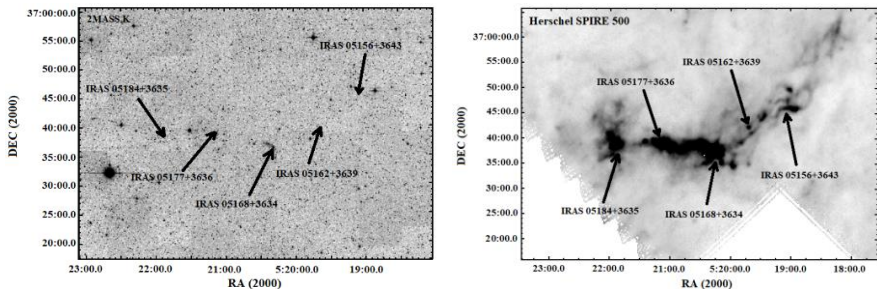 2MASS,K
IRAS 05156+3643
IRAS 05184+3635
IRAS 05177+3636
IRAS 05162+3639
IRAS 05168+3634
37:00:00.0
55:00.0
50:00.0
45:00.0
40:00.0
35:00.0
30:00.0
25:00.0
20:00.0
DEC (2000)
23:00.0
22:00.0
21:00.0
5:20:00.0
19:00.0
RA (2000)
Herschel SPIRE 500
IRAS 05162+3639
IRAS 05177+3636
IRAS 05156+3643
IRAS 05184+3635
IRAS 05168+3634
37:00:00.0
55:00.0
50:00.0
45:00.0
40:00.0
35:00.0
30:00.0
25:00.0
20:00.0
DEC (2000)
23:00.0
22:00.0
21:00.0
5:20:00.0
19:00.0
18:00.0
RA (2000)